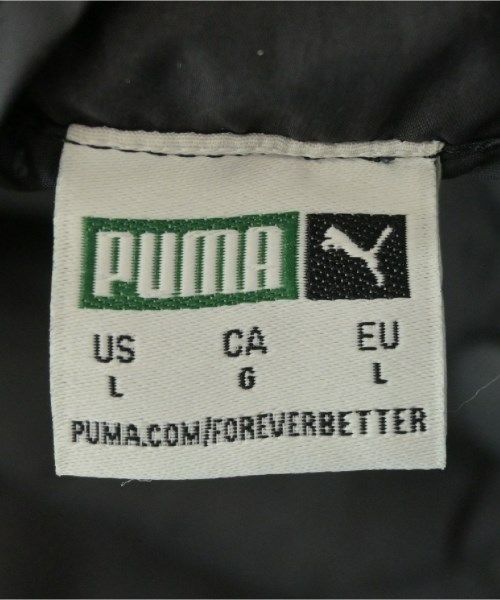 PUMA
US CA EU
L G L
PUMA.COM/FOREVERBETTER